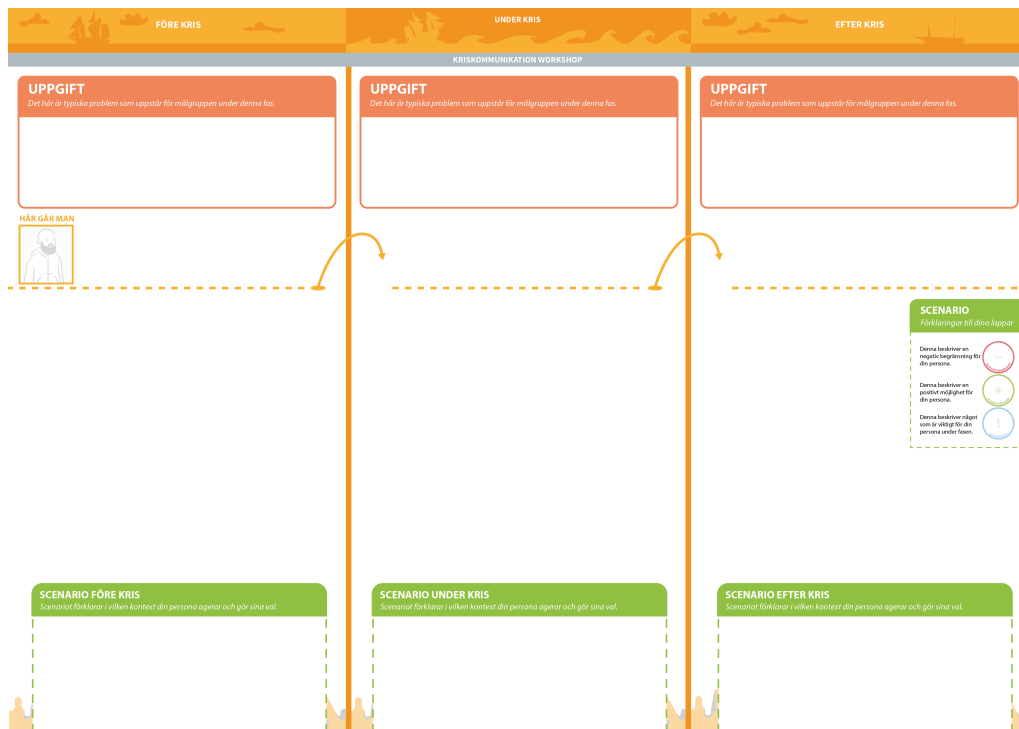 FÖRE KRIS
UNDER KRIS
EFTER KRIS
KRISKOMMUNIKATION WORKSHOP
UPPGIFT
Det här är typiska problem som uppstår för målgruppen under denna fas.
UPPGIFT
Det här är typiska problem som uppstår för målgruppen under denna fas.
UPPGIFT
Det här är typiska problem som uppstår för målgruppen under denna fas.
HÄR GÅR MAN
SCENARIO
Förklaringar till dina lappar
Denna beskriver en
negativ begränsning för
din persona.
Denna beskriver en
positivt möjlighet för
din persona.
Denna beskriver något
som är viktigt för din
persona under fasen.
SCENARIO FÖRE KRIS
Scenariot förklarar i vilken kontext din persona agerar och gör sina val.
SCENARIO UNDER KRIS
Scenariot förklarar i vilken kontext din persona agerar och gör sina val.
SCENARIO EFTER KRIS
Scenariot förklarar i vilken kontext din persona agerar och gör sina val.